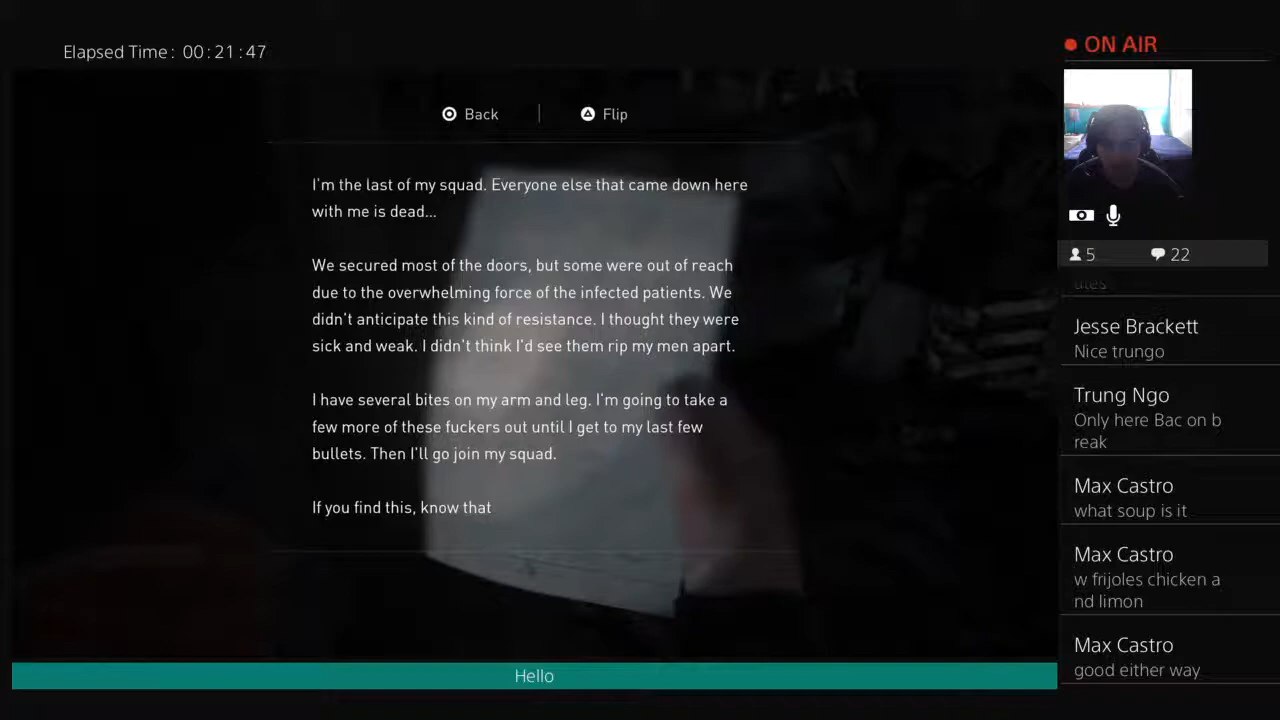 Elapsed Time: 00:21:47
ON AIR
Back
Flip
I'm the last of my squad. Everyone else that came down here
with me is dead...
We secured most of the doors, but some were out of reach
due to the overwhelming force of the infected patients. We
didn't anticipate this kind of resistance. I thought they were
sick and weak. I didn't think I'd see them rip my men apart.
I have several bites on my arm and leg. I'm going to take a
few more of these fuckers out until I get to my last few
bullets. Then I'll go join my squad.
If you find this, know that
Hello
5
22
utes
Jesse Brackett
Nice trungo
Trung Ngo
Only here Bac on b
reak
Max Castro
what soup is it
Max Castro
w frijoles chicken a
nd limon
Max Castro
good either way